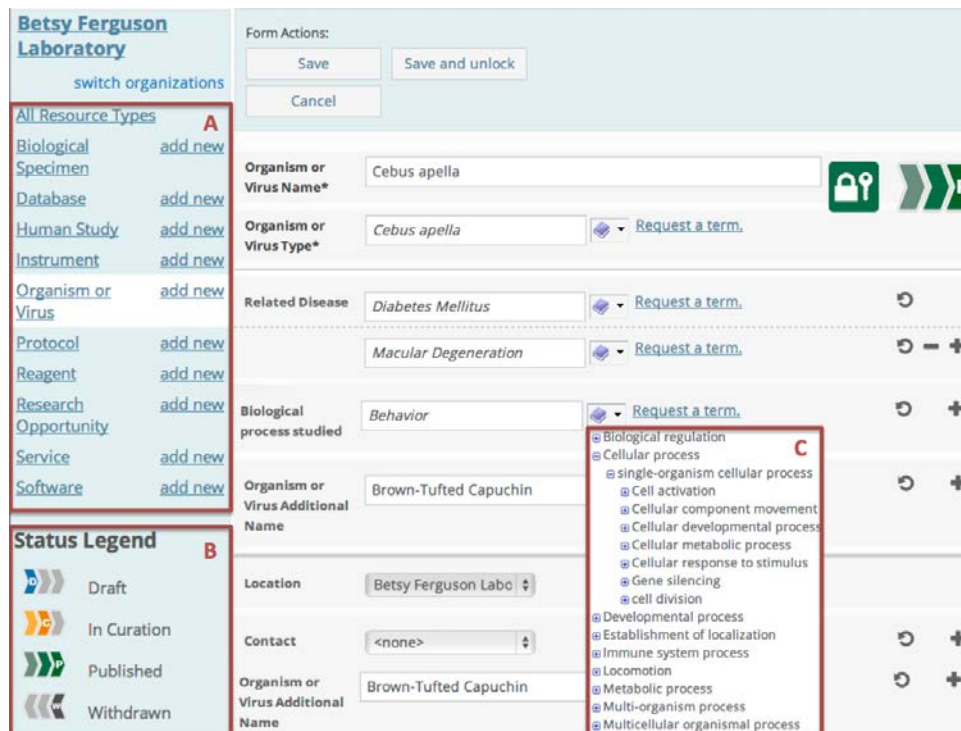 Betsy Ferguson
Laboratory
switch organizations
All Resource Types
A
Biological Specimen add new
Database add new
Human Study add new
Instrument add new
Organism or Virus add new
Protocol add new
Reagent add new
Research Opportunity add new
Service add new
Software add new
Status Legend
B
D Draft
C In Curation
P Published
W Withdrawn
Form Actions:
Save Save and unlock
Cancel
Organism or Virus Name* Cebus apella
Organism or Virus Type* Cebus apella Request a term.
Related Disease Diabetes Mellitus Request a term.
Macular Degeneration Request a term.
Biological process studied Behavior Request a term.
C
Biological regulation
Cellular process
single-organism cellular process
Cell activation
Cellular component movement
Cellular developmental process
Cellular metabolic process
Cellular response to stimulus
Gene silencing
cell division
Developmental process
Establishment of localization
Immune system process
Locomotion
Metabolic process
Multi-organism process
Multicellular organismal process
Organism or Virus Additional Name Brown-Tufted Capuchin
Location Betsy Ferguson Labo
Contact <none>
Organism or Virus Additional Name Brown-Tufted Capuchin